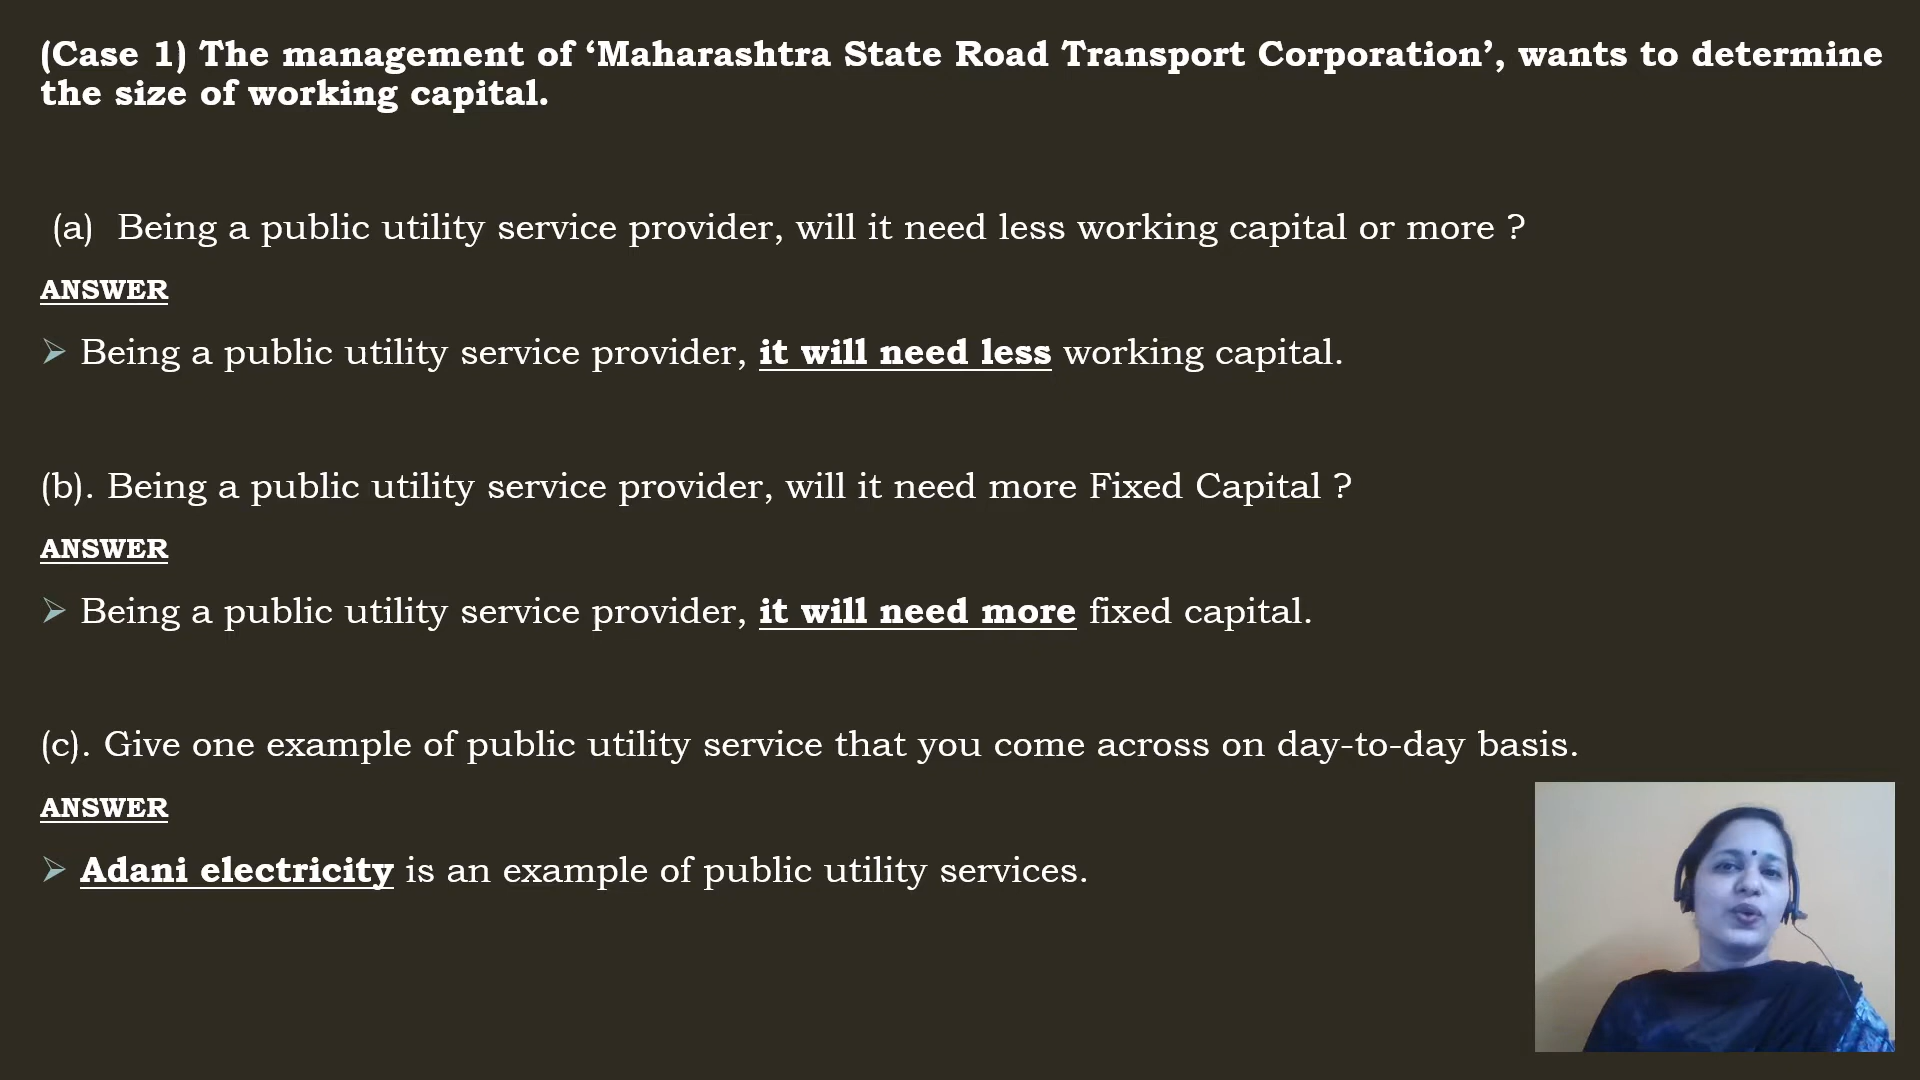 (Case 1) The management of ‘Maharashtra State Road Transport Corporation’, wants to determine
the size of working capital.
(a) Being a public utility service provider, will it need less working capital or more ?
ANSWER
➢ Being a public utility service provider, it will need less working capital.
(b). Being a public utility service provider, will it need more Fixed Capital ?
ANSWER
➢ Being a public utility service provider, it will need more fixed capital.
(c). Give one example of public utility service that you come across on day-to-day basis.
ANSWER
➢ Adani electricity is an example of public utility services.